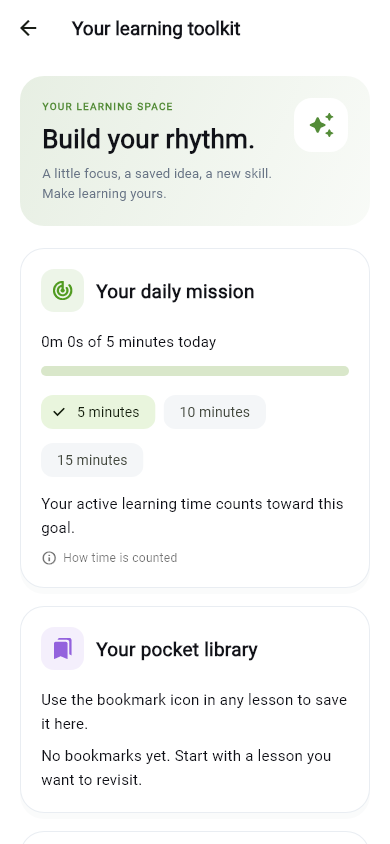 Your learning toolkit
YOUR LEARNING SPACE
Build your rhythm.
A little focus, a saved idea, a new skill.
Make learning yours.
Your daily mission
0m 0s of 5 minutes today
5 minutes
10 minutes
15 minutes
Your active learning time counts toward this
goal.
How time is counted
Your pocket library
Use the bookmark icon in any lesson to save
it here.
No bookmarks yet. Start with a lesson you
want to revisit.